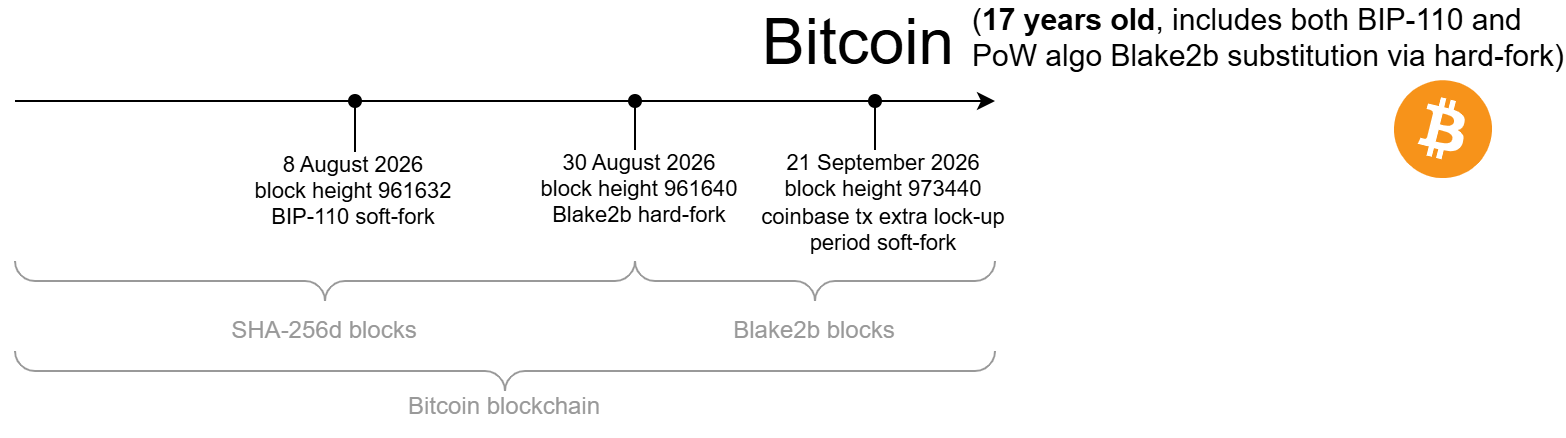 Bitcoin
(17 years old, includes both BIP-110 and
PoW algo Blake2b substitution via hard-fork)
8 August 2026
block height 961632
BIP-110 soft-fork
30 August 2026
block height 961640
Blake2b hard-fork
21 September 2026
block height 973440
coinbase tx extra lock-up
period soft-fork
SHA-256d blocks
Blake2b blocks
Bitcoin blockchain